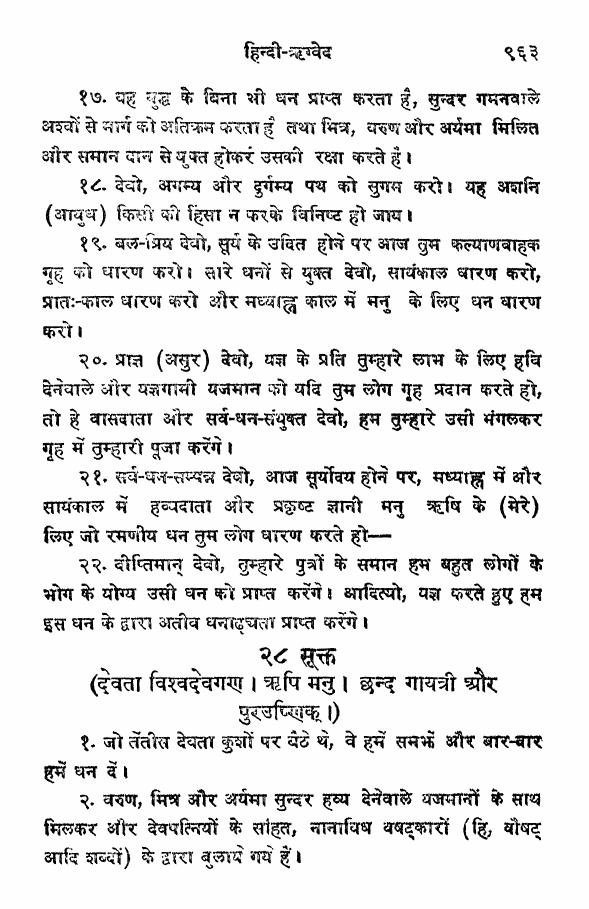 हिन्दी-ऋग्वेद ९६३
१७. यह युद्ध के बिना भी धन प्राप्त करता है, सुन्दर गमनवाले
अश्वों से मार्ग को अतिक्रम करता है तथा मित्र, वरुण और अर्यमा मिलित
और समान दान से युक्त होकर उसकी रक्षा करते हैं।
१८. देवो, अगम्य और दुर्गम्य पथ को सुगम करो। यह अशनि
(आयुध) किसी की हिंसा न करके विनिष्ट हो जाय।
१९. बल-प्रिय देवो, सूर्य के उदित होने पर आज तुम कल्याणवाहक
गृह को धारण करो। सारे धनों से युक्त देवो, सायंकाल धारण करो,
प्रातः-काल धारण करो और मध्याह्न काल में मनु के लिए धन धारण
करो।
२०. प्राज्ञ (असुर) देवो, यज्ञ के प्रति तुम्हारे लाभ के लिए हवि
देनेवाले और यज्ञगामी यजमान को यदि तुम लोग गृह प्रदान करते हो,
तो हे वासदाता और सर्व-धन-संयुक्त देवो, हम तुम्हारे उसी मंगलकर
गृह में तुम्हारी पूजा करेंगे।
२१. सर्व-धन-सम्पन्न देवो, आज सूर्योदय होने पर, मध्याह्न में और
सायंकाल में हव्यदाता और प्रकृष्ट ज्ञानी मनु ऋषि के (मेरे)
लिए जो रमणीय धन तुम लोग धारण करते हो—
२२. दीप्तिमान् देवो, तुम्हारे पुत्रों के समान हम बहुत लोगों के
भोग के योग्य उसी धन को प्राप्त करेंगे। आदित्यो, यज्ञ करते हुए हम
इस धन के द्वारा अतीव धनाढ्यता प्राप्त करेंगे।
२८ सूक्त
(देवता विश्वदेवगण। ऋषि मनु। छन्द गायत्री और
पुरउष्णिक्।)
१. जो तेंतीस देवता कुशों पर बैठे थे, वे हमें समझें और बार-बार
हमें धन दें।
२. वरुण, मित्र और अर्यमा सुन्दर हव्य देनेवाले यजमानों के साथ
मिलकर और देवपत्नियों के सहित, नानाविध वषट्कारों (हि, वौषट्
आदि शब्दों) के द्वारा बुलाये गये हैं।